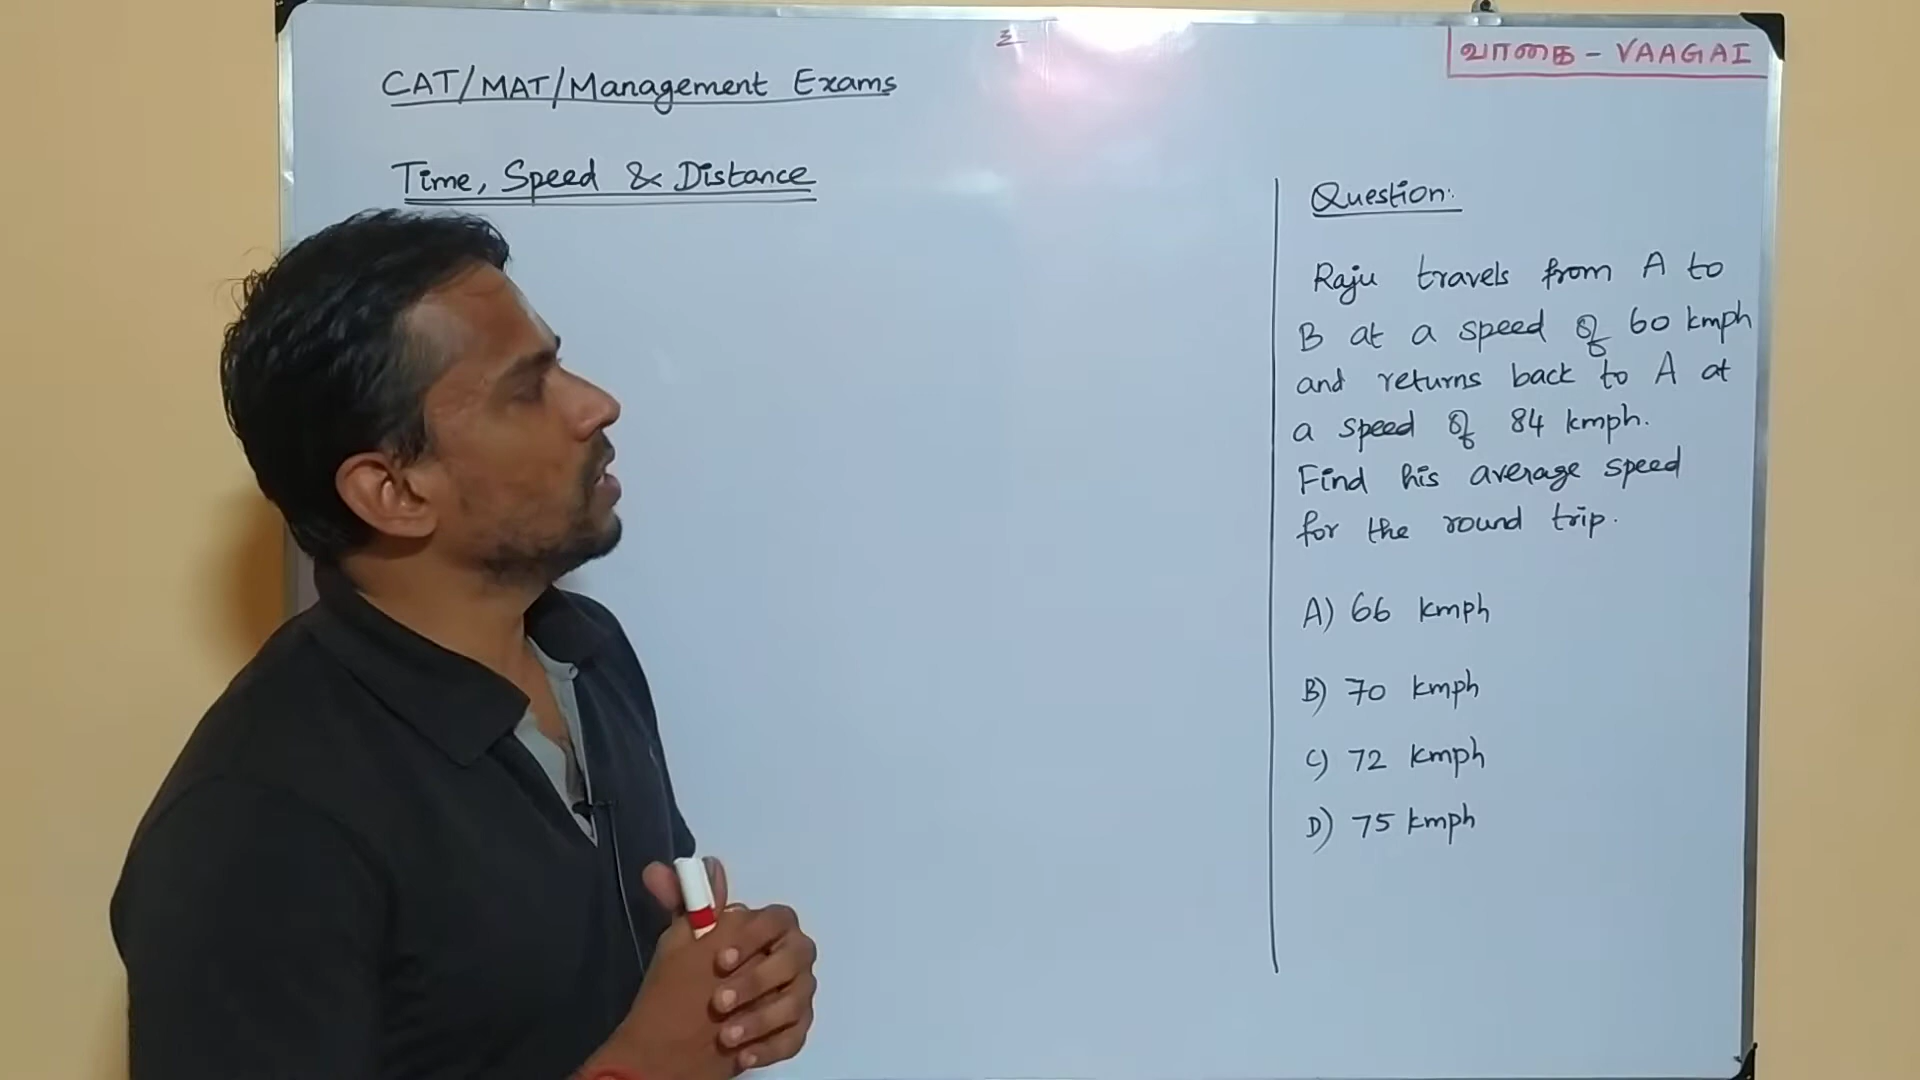 வாகை - VAAGAI
CAT/MAT/Management Exams
Time, Speed & Distance
Question:
Raju travels from A to
B at a speed of 60 kmph
and returns back to A at
a speed of 84 kmph.
Find his average speed
for the round trip.
A) 66 kmph
B) 70 kmph
C) 72 kmph
D) 75 kmph